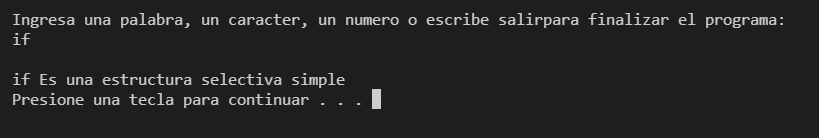 Ingresa una palabra, un caracter, un numero o escribe salirpara finalizar el programa:
if
if Es una estructura selectiva simple
Presione una tecla para continuar . . .